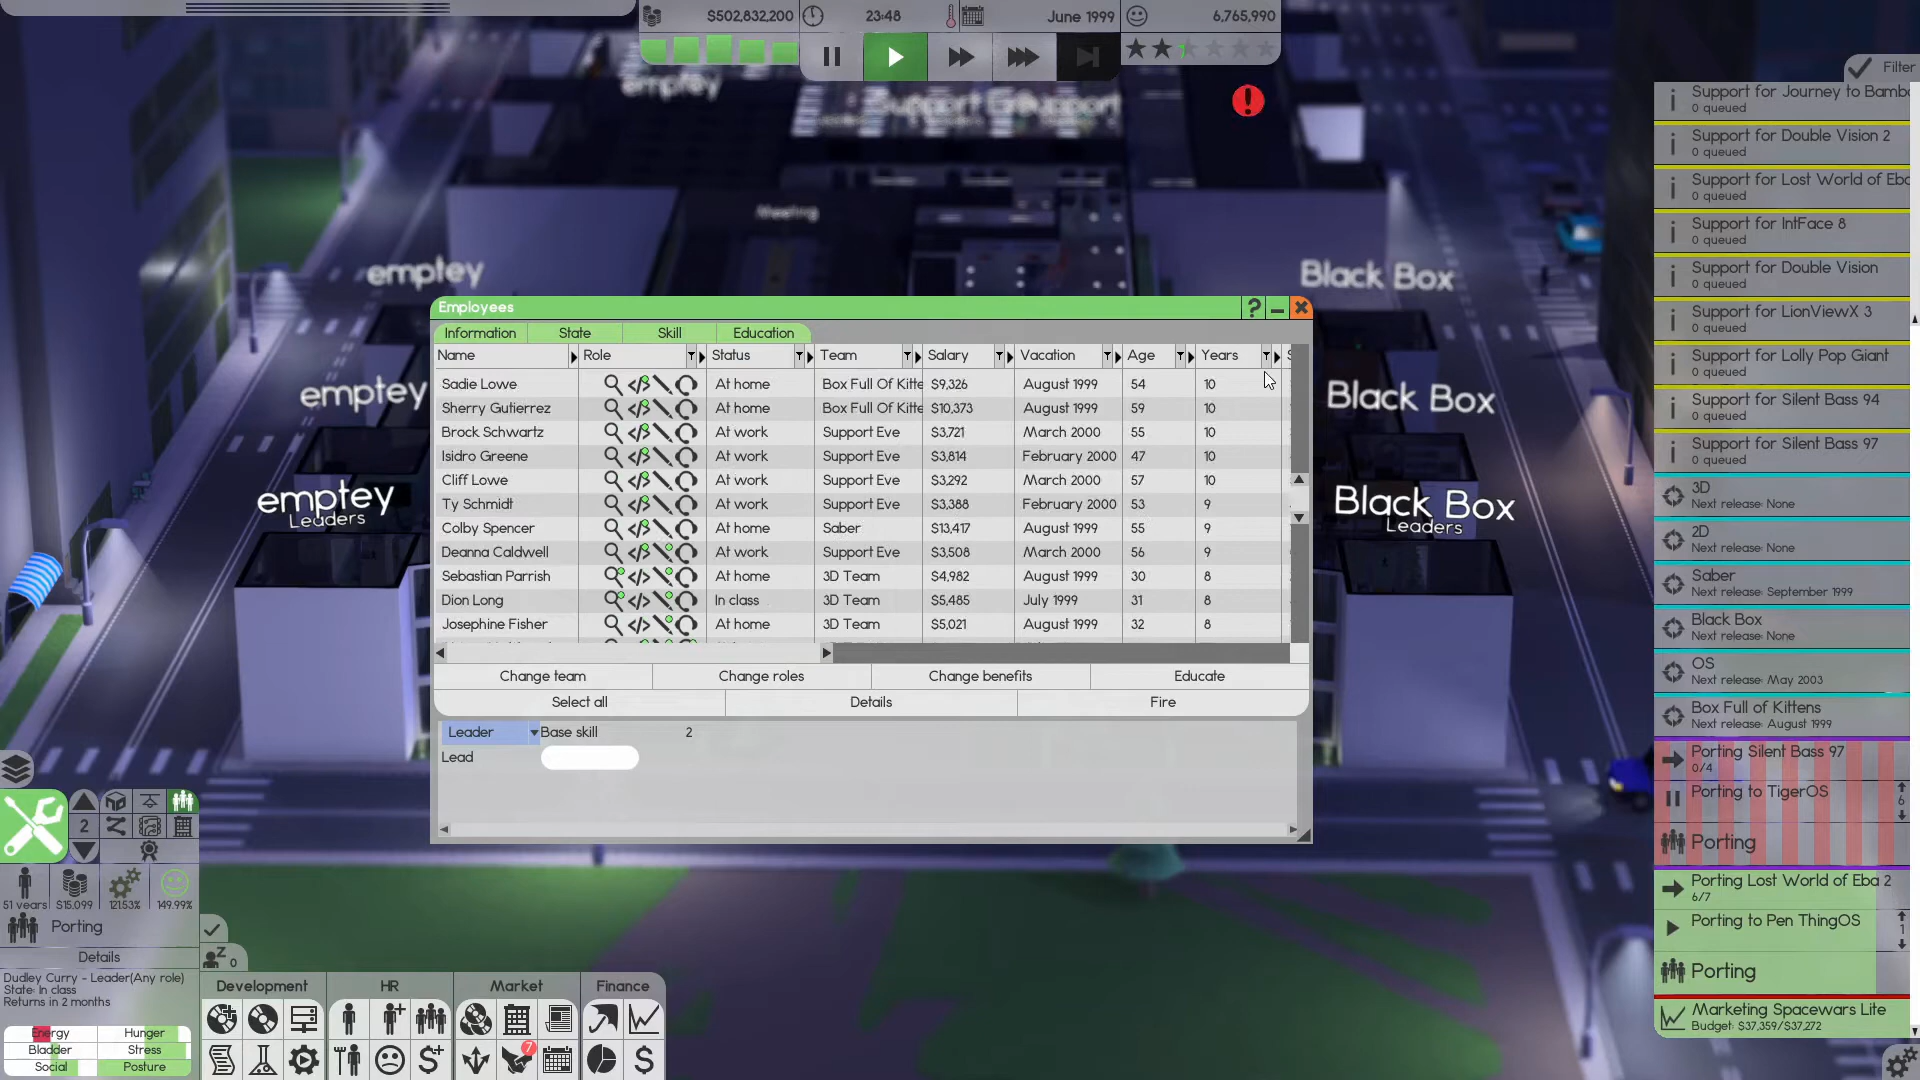 $502,832,200
23:48
June 1999
6,765,990
Filter
emptey
Support
Support
Meeting
emptey
emptey
emptey
Leaders
Black Box
Black Box
Black Box
Leaders
Employees
?
Information State Skill Education
Name Role Status Team Salary Vacation Age Years
Sadie Lowe At home Box Full Of Kitte $9,326 August 1999 54 10
Sherry Gutierrez At home Box Full Of Kitte $10,373 August 1999 59 10
Brock Schwartz At work Support Eve $3,721 March 2000 55 10
Isidro Greene At work Support Eve $3,814 February 2000 47 10
Cliff Lowe At work Support Eve $3,292 March 2000 57 10
Ty Schmidt At work Support Eve $3,388 February 2000 53 9
Colby Spencer At home Saber $13,417 August 1999 55 9
Deanna Caldwell At work Support Eve $3,508 March 2000 56 9
Sebastian Parrish At home 3D Team $4,982 August 1999 30 8
Dion Long In class 3D Team $5,485 July 1999 31 8
Josephine Fisher At home 3D Team $5,021 August 1999 32 8
Change team Change roles Change benefits Educate
Select all Details Fire
Leader Base skill 2
Lead
Support for Journey to Bamb
0 queued
Support for Double Vision 2
0 queued
Support for Lost World of Eba
0 queued
Support for IntFace 8
0 queued
Support for Double Vision
0 queued
Support for LionViewX 3
0 queued
Support for Lolly Pop Giant
0 queued
Support for Silent Bass 94
0 queued
Support for Silent Bass 97
0 queued
3D
Next release: None
2D
Next release: None
Saber
Next release: September 1999
Black Box
Next release: None
OS
Next release: May 2003
Box Full of Kittens
Next release: August 1999
Porting Silent Bass 97
0/4
Porting to TigerOS
6
Porting
Porting Lost World of Eba 2
6/7
Porting to Pen ThingOS
1
Porting
Marketing Spacewars Lite
Budget: $37,359/$37,272
2
51 years $15,099 121.53% 149.99%
Porting
Details
Dudley Curry - Leader(Any role)
State: In class
Returns in 2 months
Energy Hunger
Bladder Stress
Social Posture
0
Development HR Market Finance
7